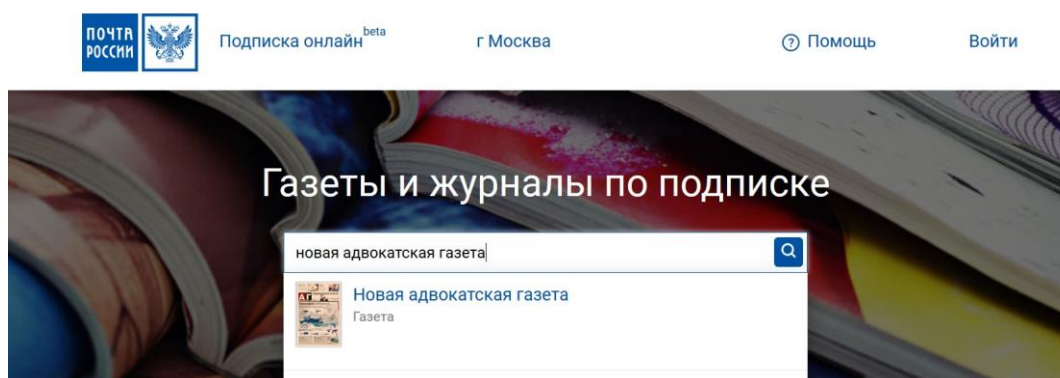 ПОЧТА
РОССИИ
Подписка онлайн beta
г Москва
? Помощь
Войти
Газеты и журналы по подписке
новая адвокатская газета
Новая адвокатская газета
Газета